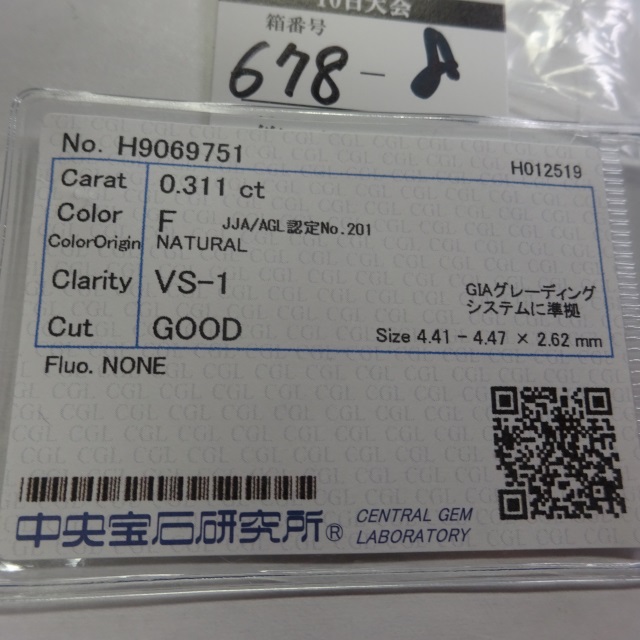 10日大会
箱番号
678-A
No. H9069751
H012519
Carat 0.311 ct
Color F JJA/AGL認定No.201
ColorOrigin NATURAL
Clarity VS-1
GIAグレーディング
システムに準拠
Cut GOOD Size 4.41 - 4.47 × 2.62 mm
Fluo. NONE
中央宝石研究所® CENTRAL GEM
LABORATORY